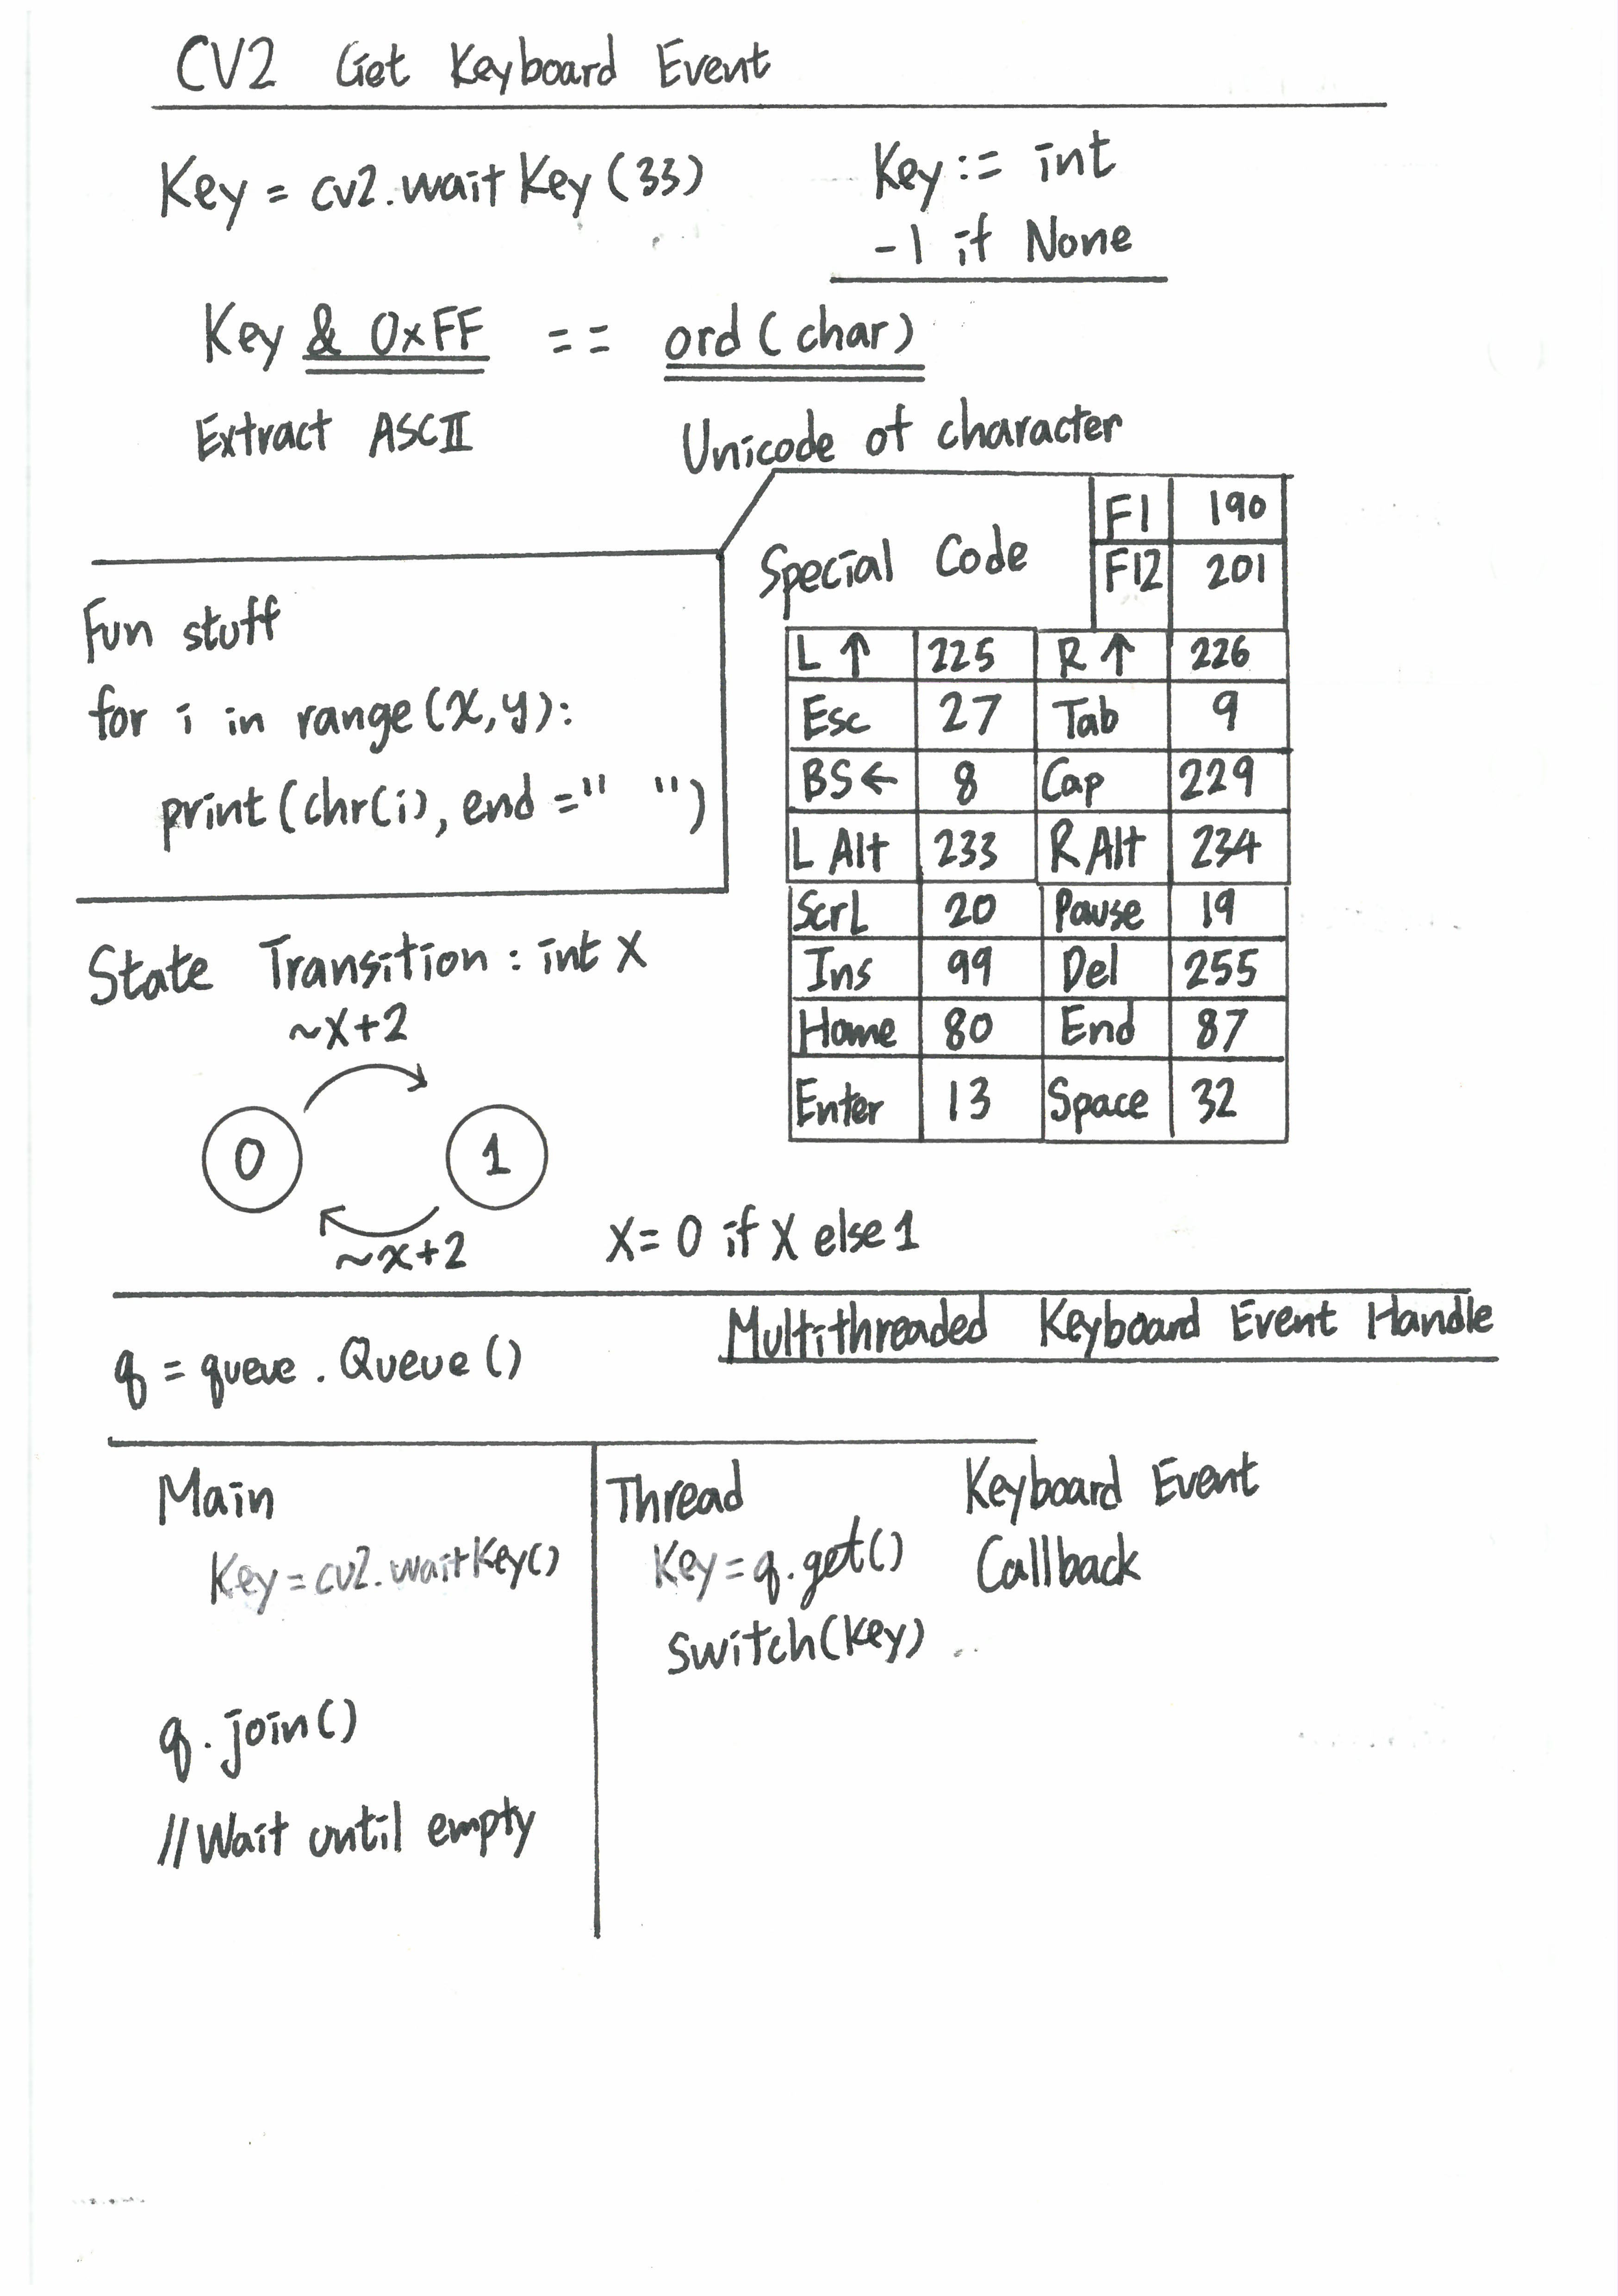 CV2 Get Keyboard Event
Key = cv2.waitKey(33)
Key := int
-1 if None
Key & 0xFF == ord(char)
Extract ASCII
Unicode of character
Special Code
F1 190
F12 201
L ↑ 225 R ↑ 226
Esc 27 Tab 9
BS ← 8 Cap 229
L Alt 233 R Alt 234
ScrL 20 Pause 19
Ins 99 Del 255
Home 80 End 87
Enter 13 Space 32
Fun stuff
for i in range(x,y):
print(chr(i), end =" ")
State Transition : int X
~X+2
0 1
~x+2
X= 0 if X else 1
Multithreaded Keyboard Event Handle
q = queue.Queue()
Main
Key=cv2.waitKey()
q.join()
//Wait until empty
Thread
Key=q.get()
switch(key)
Keyboard Event
Callback